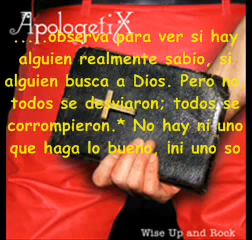 ApologetiX
.....observa para ver si hay
alguien realmente sabio, si
alguien busca a Dios. Pero ha
todos se desviaron; todos se
corrompieron.* No hay ni uno
que haga lo bueno, ¡ni uno so
Wise Up and Rock